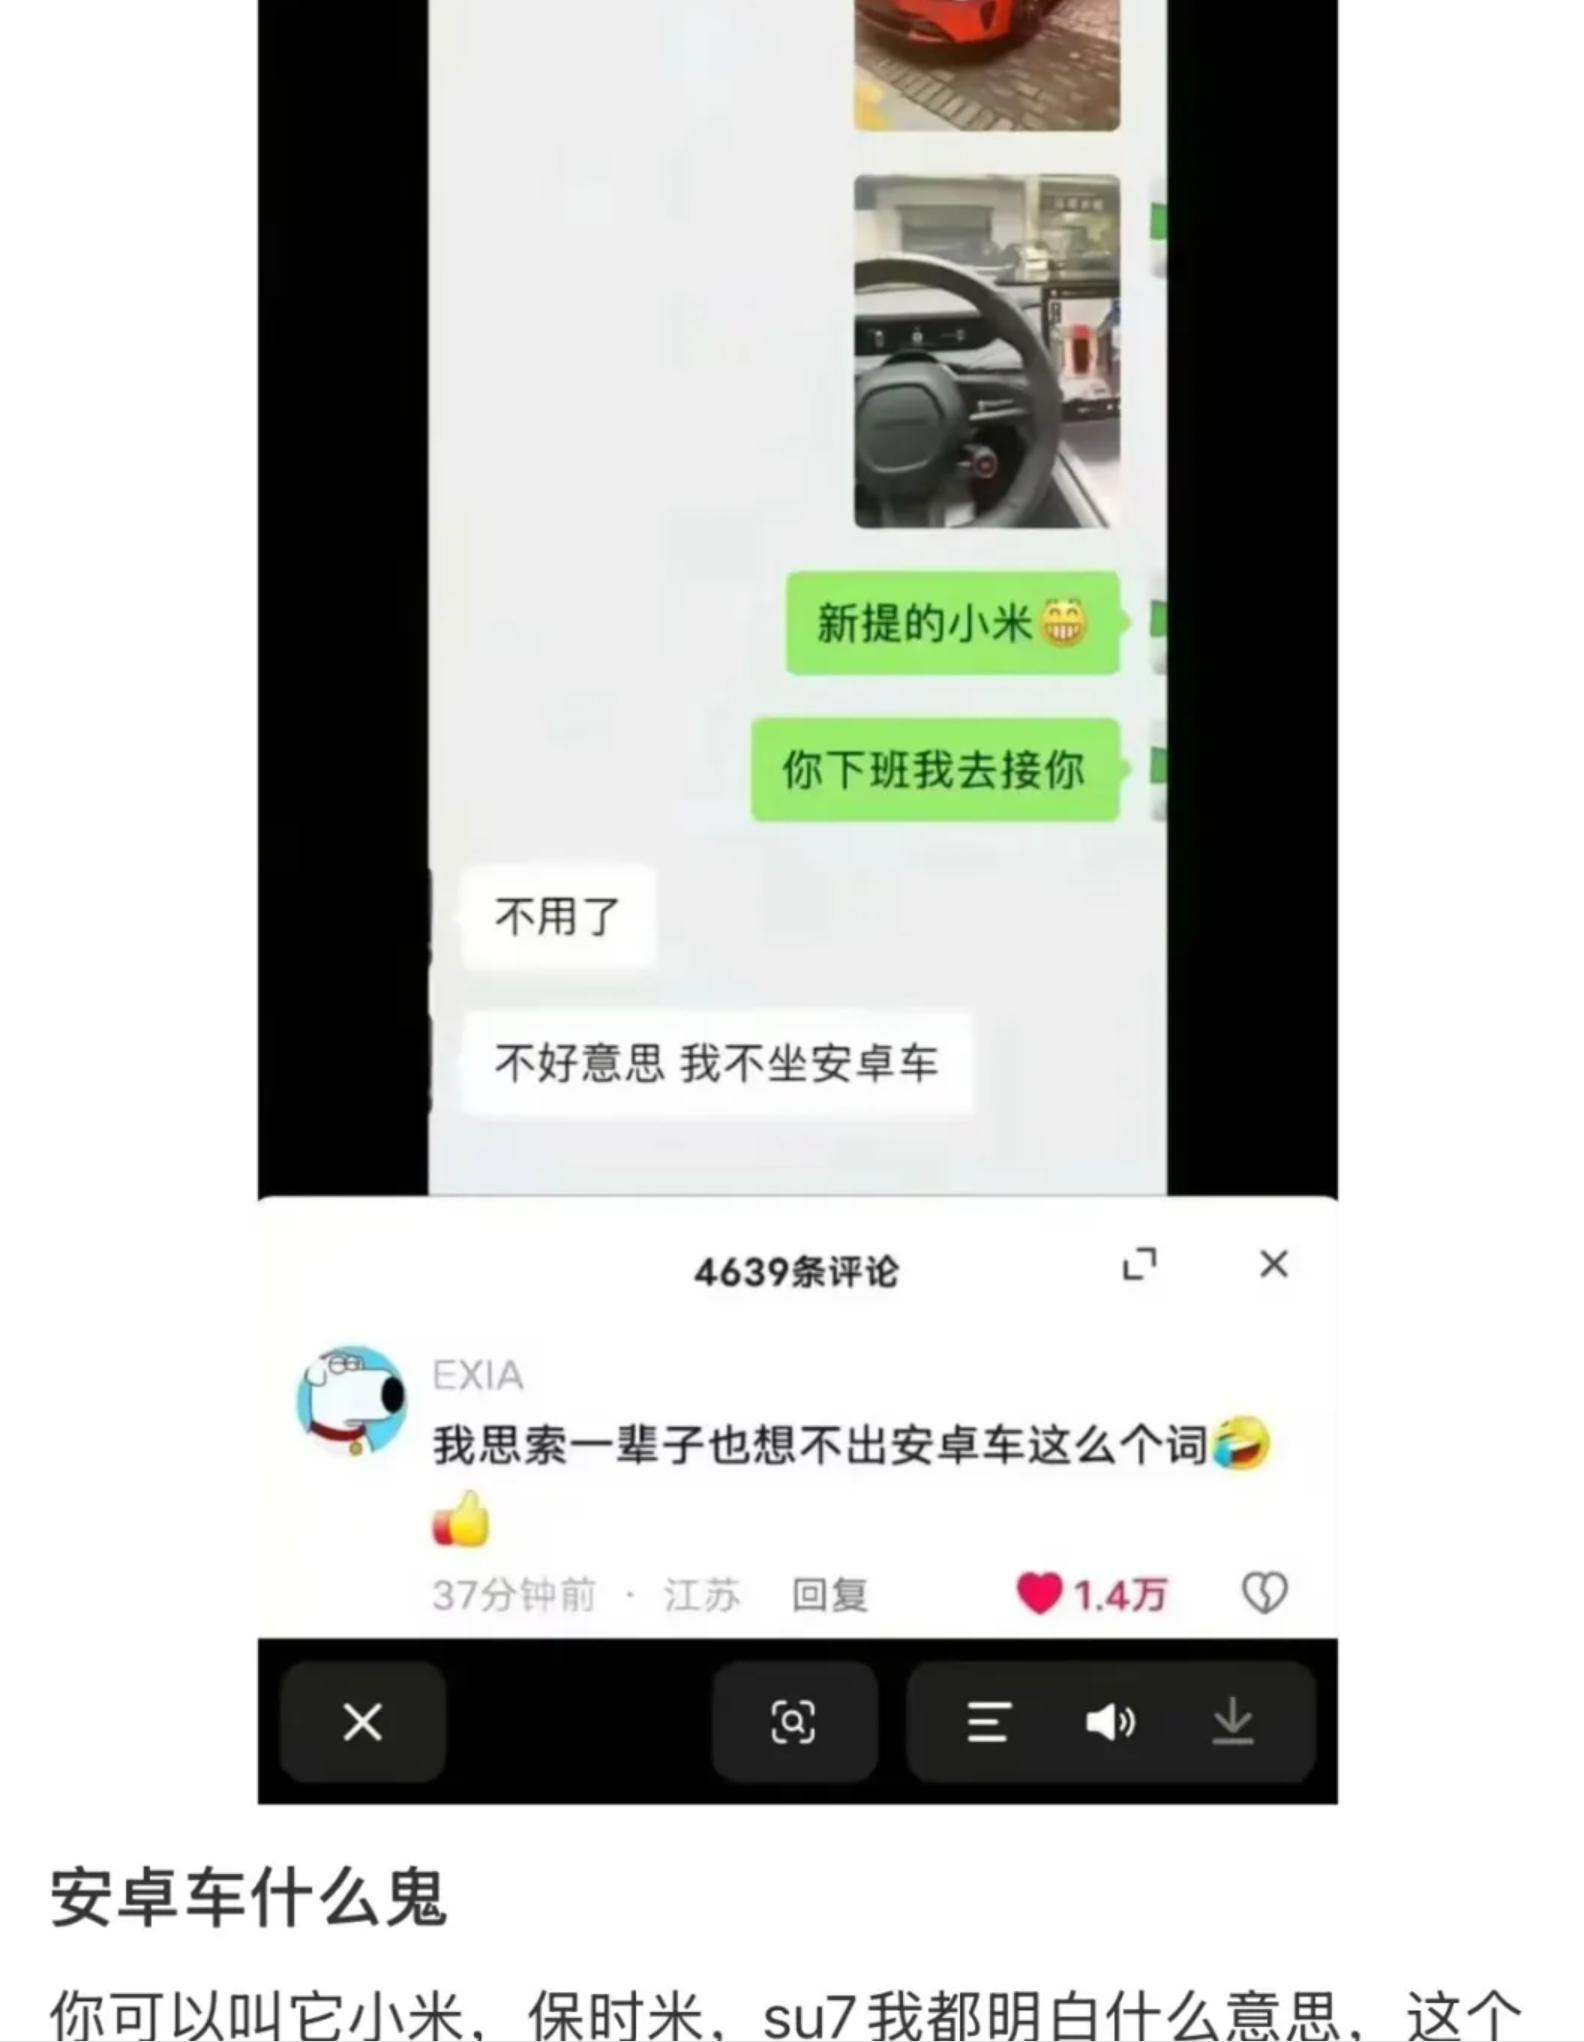 新提的小米😁
你下班我去接你
不用了
不好意思 我不坐安卓车
4639条评论
EXIA
我思索一辈子也想不出安卓车这么个词🤣
👍
37分钟前 · 江苏 回复 1.4万
安卓车什么鬼
你可以叫它小米，保时米，su7我都明白什么意思，这个